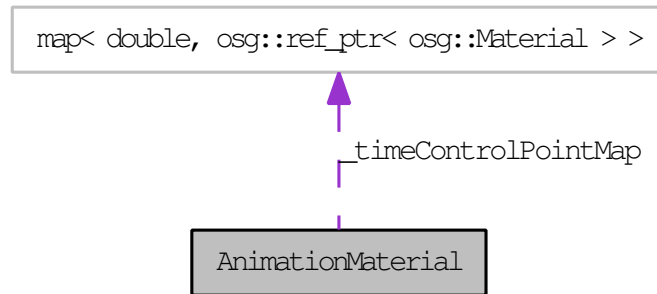 map< double, osg::ref_ptr< osg::Material > >
_timeControlPointMap
AnimationMaterial